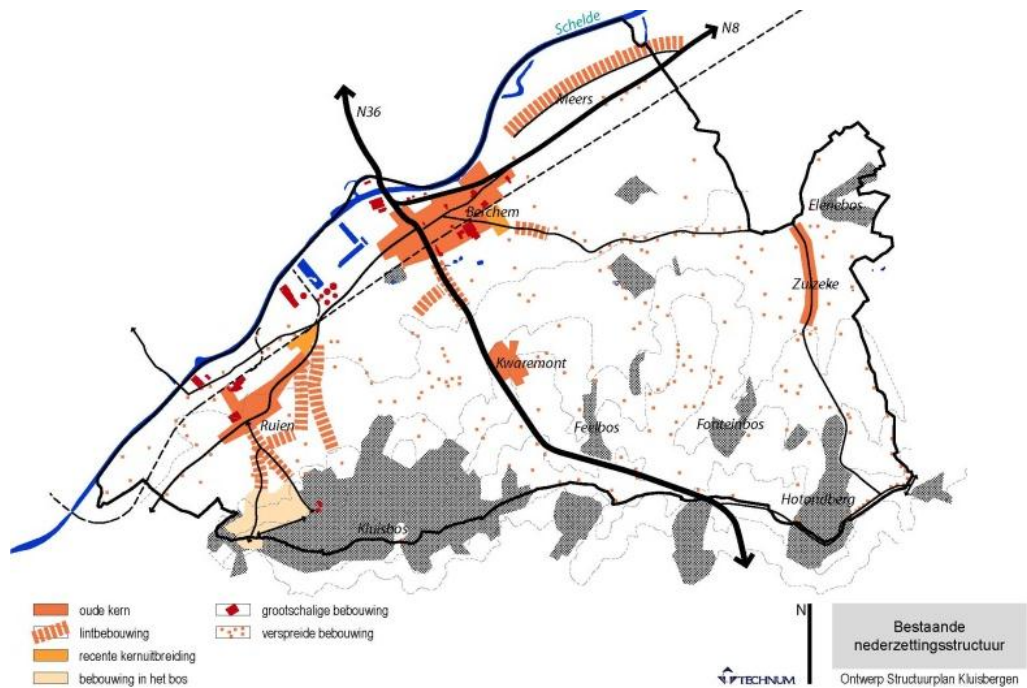 Schelde
N8
N36
Meers
Berchem
Elenebos
Zulzeke
Kwaremont
Ruien
Feelbos
Fonteinbos
Hotondberg
Kluisbos
oude kern
lintbebouwing
recente kernuitbreiding
bebouwing in het bos
grootschalige bebouwing
verspreide bebouwing
N
TECHNUM
Bestaande
nederzettingsstructuur
Ontwerp Structuurplan Kluisbergen